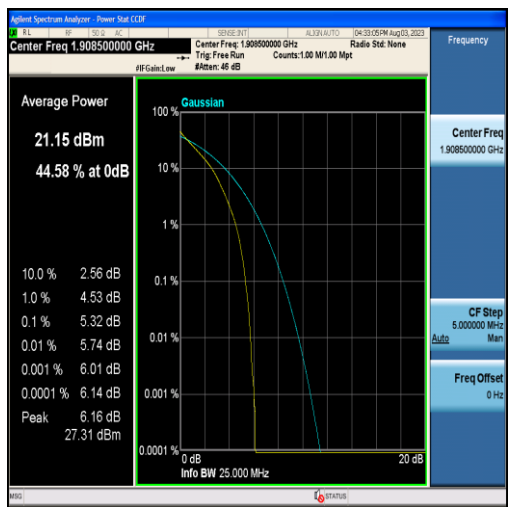 Agilent Spectrum Analyzer - Power Stat CCDF
RL RF 50 Ω AC SENSE:INT ALIGN AUTO 04:33:05 PM Aug 03, 2023
Center Freq 1.908500000 GHz
Center Freq: 1.908500000 GHz Radio Std: None
Trig: Free Run Counts:1.00 M/1.00 Mpt
#IFGain:Low #Atten: 46 dB
Frequency
Center Freq
1.908500000 GHz
CF Step
5.000000 MHz
Auto Man
Freq Offset
0 Hz
Average Power
21.15 dBm
44.58 % at 0dB
10.0 % 2.56 dB
1.0 % 4.53 dB
0.1 % 5.32 dB
0.01 % 5.74 dB
0.001 % 6.01 dB
0.0001 % 6.14 dB
Peak 6.16 dB
27.31 dBm
100 % Gaussian
10 %
1 %
0.1 %
0.01 %
0.001 %
0.0001 %
0 dB 20 dB
Info BW 25.000 MHz
MSG STATUS